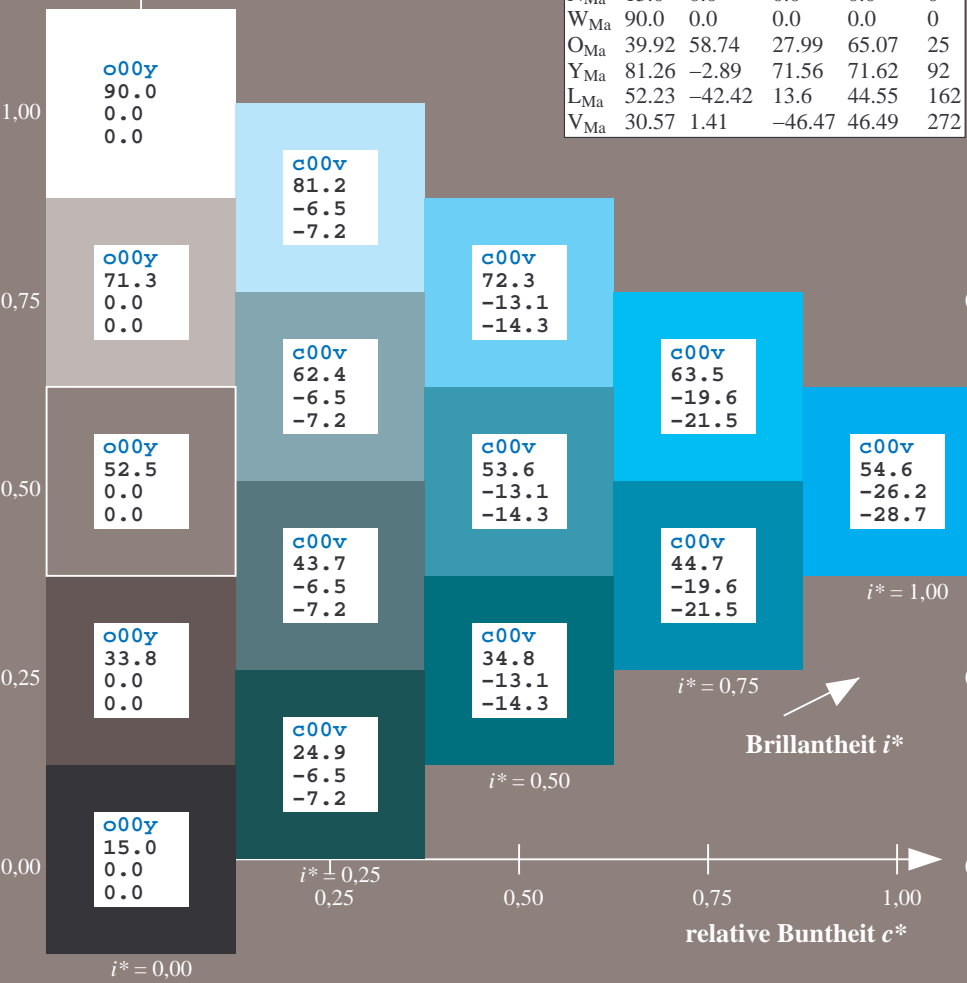 W_Ma 90.0 0.0 0.0 0.0 0
O_Ma 39.92 58.74 27.99 65.07 25
Y_Ma 81.26 –2.89 71.56 71.62 92
L_Ma 52.23 –42.42 13.6 44.55 162
V_Ma 30.57 1.41 –46.47 46.49 272
1,00
0,75
0,50
0,25
0,00
o00y
90.0
0.0
0.0
o00y
71.3
0.0
0.0
o00y
52.5
0.0
0.0
o00y
33.8
0.0
0.0
o00y
15.0
0.0
0.0
i* = 0,00
c00v
81.2
-6.5
-7.2
c00v
62.4
-6.5
-7.2
c00v
43.7
-6.5
-7.2
c00v
24.9
-6.5
-7.2
i* = 0,25
c00v
72.3
-13.1
-14.3
c00v
53.6
-13.1
-14.3
c00v
34.8
-13.1
-14.3
i* = 0,50
c00v
63.5
-19.6
-21.5
c00v
44.7
-19.6
-21.5
i* = 0,75
c00v
54.6
-26.2
-28.7
i* = 1,00
Brillantheit i*
0,25 0,50 0,75 1,00
relative Buntheit c*